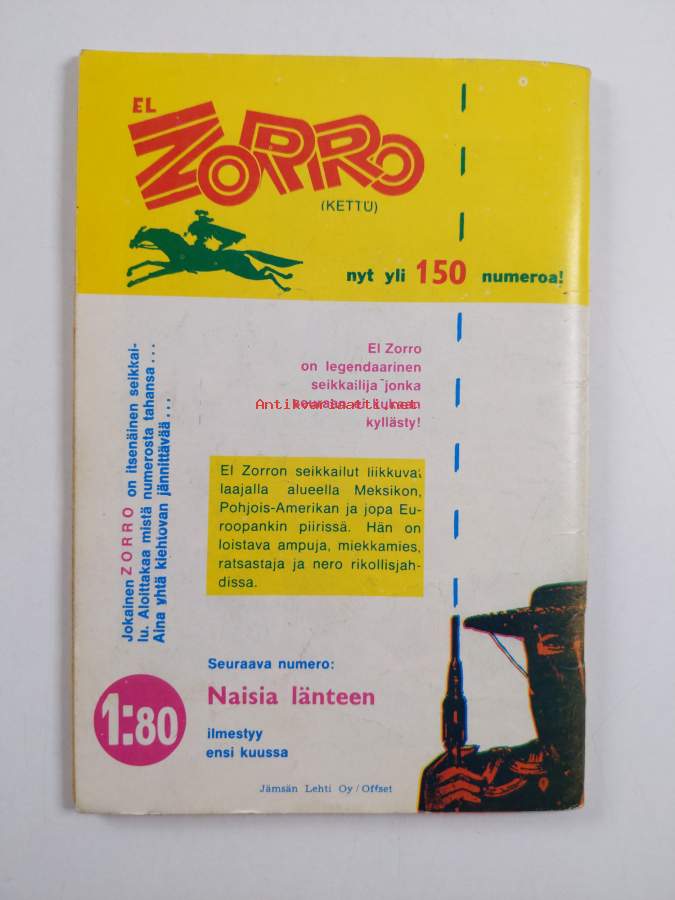 EL
ZORRO
(KETTU)
nyt yli 150 numeroa!
El Zorro
on legendaarinen
seikkailija jonka
kyllästy!
Antikvariaatti.net
Jokainen ZORRO on itsenäinen seikkai-
lu. Aloittakaa mistä numerosta tahansa...
Aina yhtä kiehtovan jännittävää...
El Zorron seikkailut liikkuvat
laajalla alueella Meksikon,
Pohjois-Amerikan ja jopa Eu-
roopankin piirissä. Hän on
loistava ampuja, miekkamies,
ratsastaja ja nero rikollisjah-
dissa.
Seuraava numero:
Naisia länteen
ilmestyy
ensi kuussa
1:80
Jämsän Lehti Oy / Offset